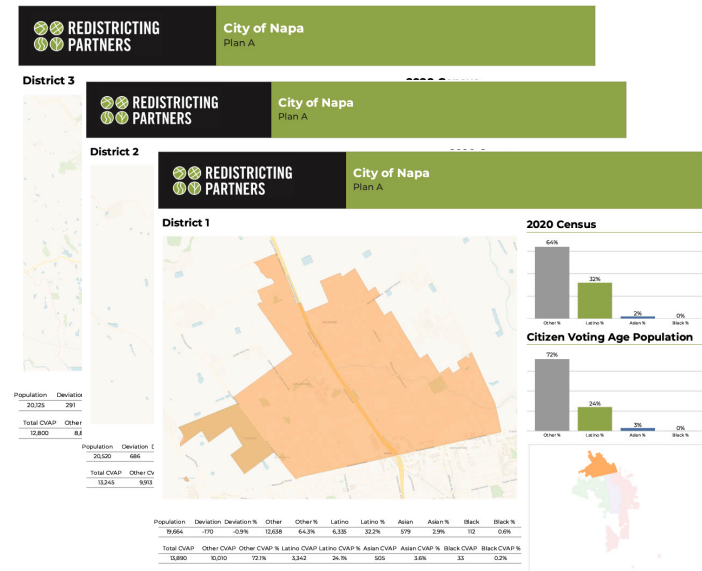 REDISTRICTING
PARTNERS
City of Napa
Plan A
District 3
REDISTRICTING
PARTNERS
City of Napa
Plan A
District 2
REDISTRICTING
PARTNERS
City of Napa
Plan A
District 1
2020 Census
64%
32%
2%
0%
Other % Latino % Asian % Black %
Citizen Voting Age Population
72%
24%
3%
0%
Other % Latino % Asian % Black %
Population Deviation
20,125 291
Total CVAP Other
12,800
Population Deviation
20,520 686
Total CVAP Other CV
13,245 9,913
Population Deviation Deviation % Other Other % Latino Latino % Asian Asian % Black Black %
19,664 -170 -0.9% 12,638 64.3% 6,335 32.2% 579 2.9% 112 0.6%
Total CVAP Other CVAP Other CVAP % Latino CVAP Latino CVAP % Asian CVAP Asian CVAP % Black CVAP Black CVAP %
13,890 10,010 72.1% 3,342 24.1% 505 3.6% 33 0.2%